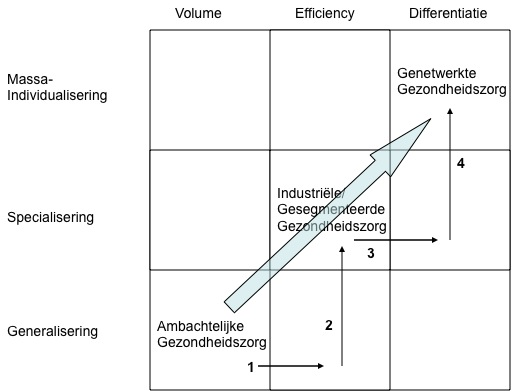 Volume Efficiency Differentiatie
Massa-
Individualisering
Genetwerkte
Gezondheidszorg
4
Specialisering
Industriële/
Gesegmenteerde
Gezondheidszorg
3
Generalisering
Ambachtelijke
Gezondheidszorg
2
1